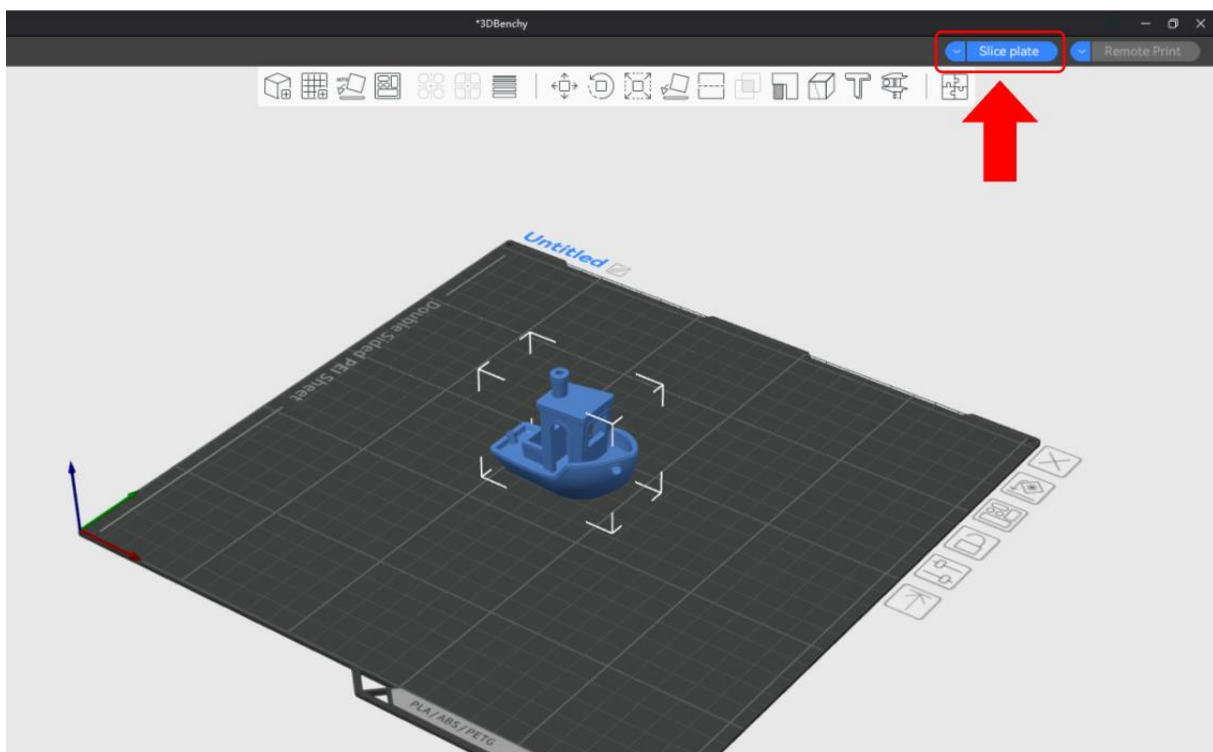 *3DBenchy
Slice plate
Remote Print
Untitled
Double Sided PEI Sheet
PLA / ABS / PETG